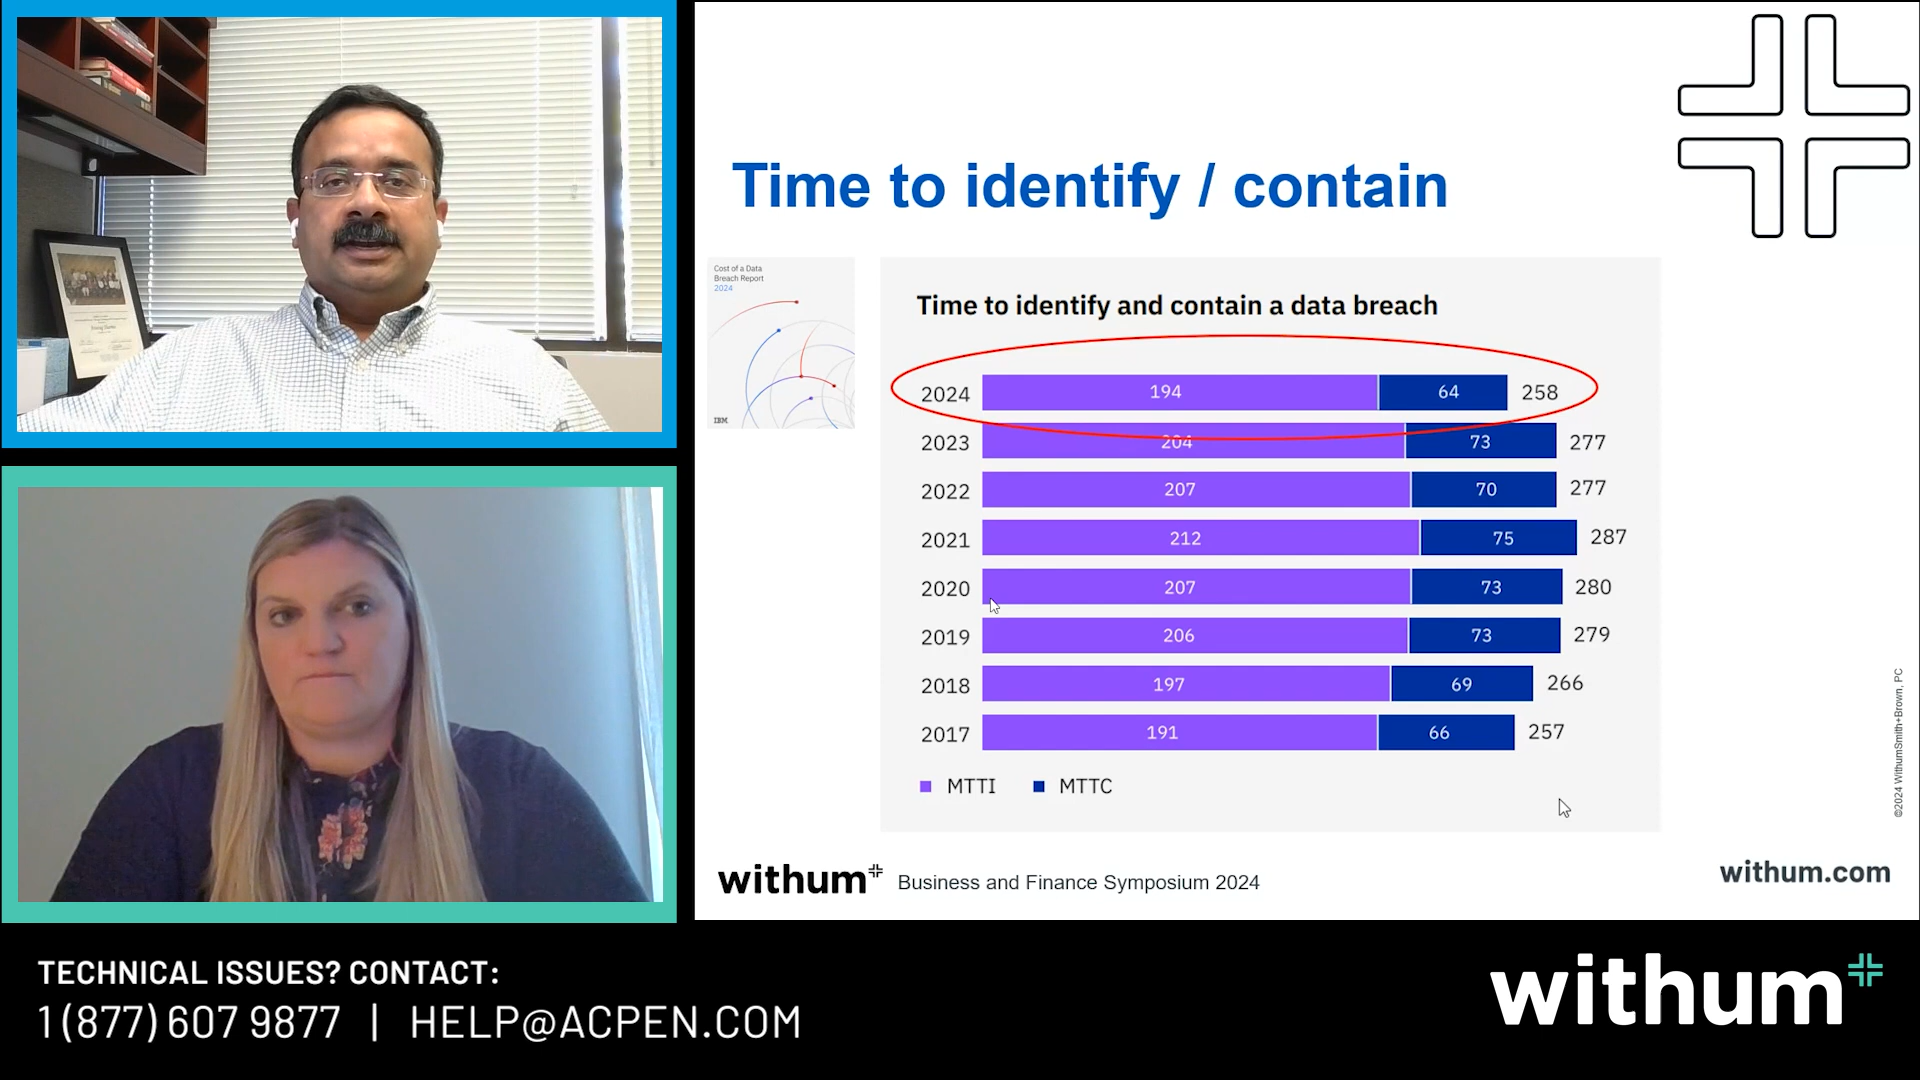 Time to identify / contain
Cost of a Data
Breach Report
2024
IBM
Time to identify and contain a data breach
2024 194 64 258
2023 204 73 277
2022 207 70 277
2021 212 75 287
2020 207 73 280
2019 206 73 279
2018 197 69 266
2017 191 66 257
MTTI MTTC
©2024 WithumSmith+Brown, PC
withum Business and Finance Symposium 2024
withum.com
TECHNICAL ISSUES? CONTACT:
1 (877) 607 9877 | HELP@ACPEN.COM
withum